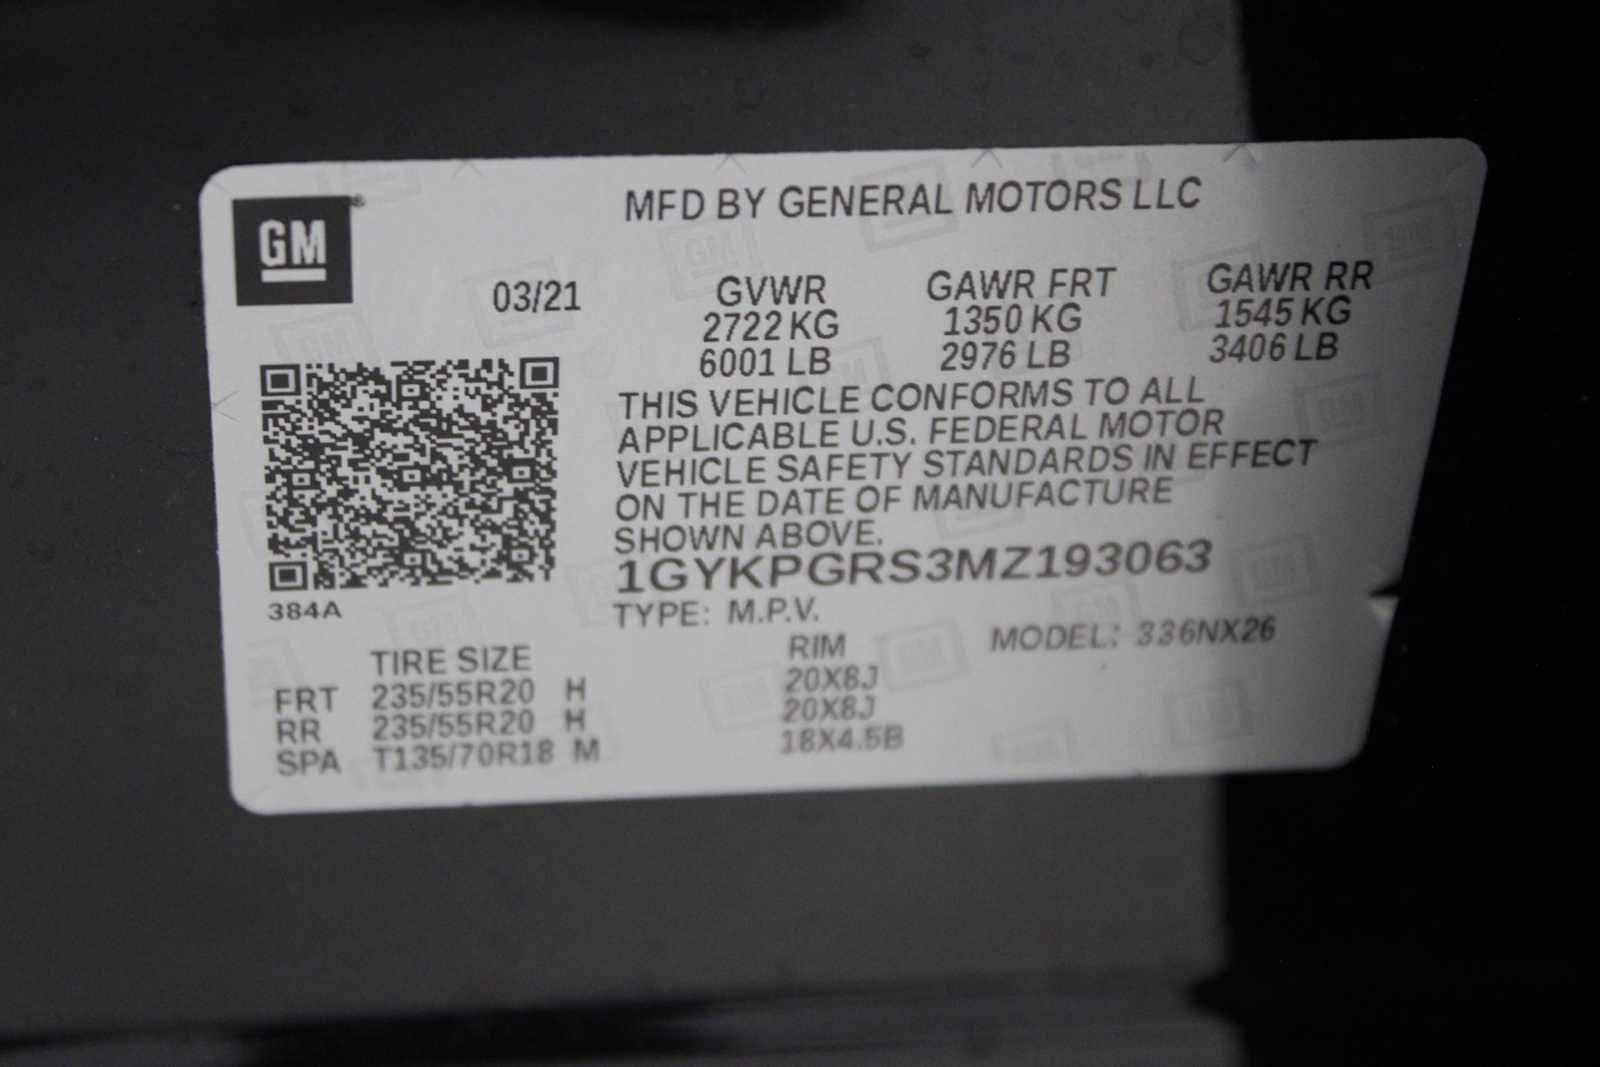 GM
MFD BY GENERAL MOTORS LLC
03/21
GVWR GAWR FRT GAWR RR
2722 KG 1350 KG 1545 KG
6001 LB 2976 LB 3406 LB
THIS VEHICLE CONFORMS TO ALL
APPLICABLE U.S. FEDERAL MOTOR
VEHICLE SAFETY STANDARDS IN EFFECT
ON THE DATE OF MANUFACTURE
SHOWN ABOVE.
1GYKPGRS3MZ193063
384A
TYPE: M.P.V. MODEL: 336NX26
TIRE SIZE RIM
FRT 235/55R20 H 20X8J
RR 235/55R20 H 20X8J
SPA T135/70R18 M 18X4.5B